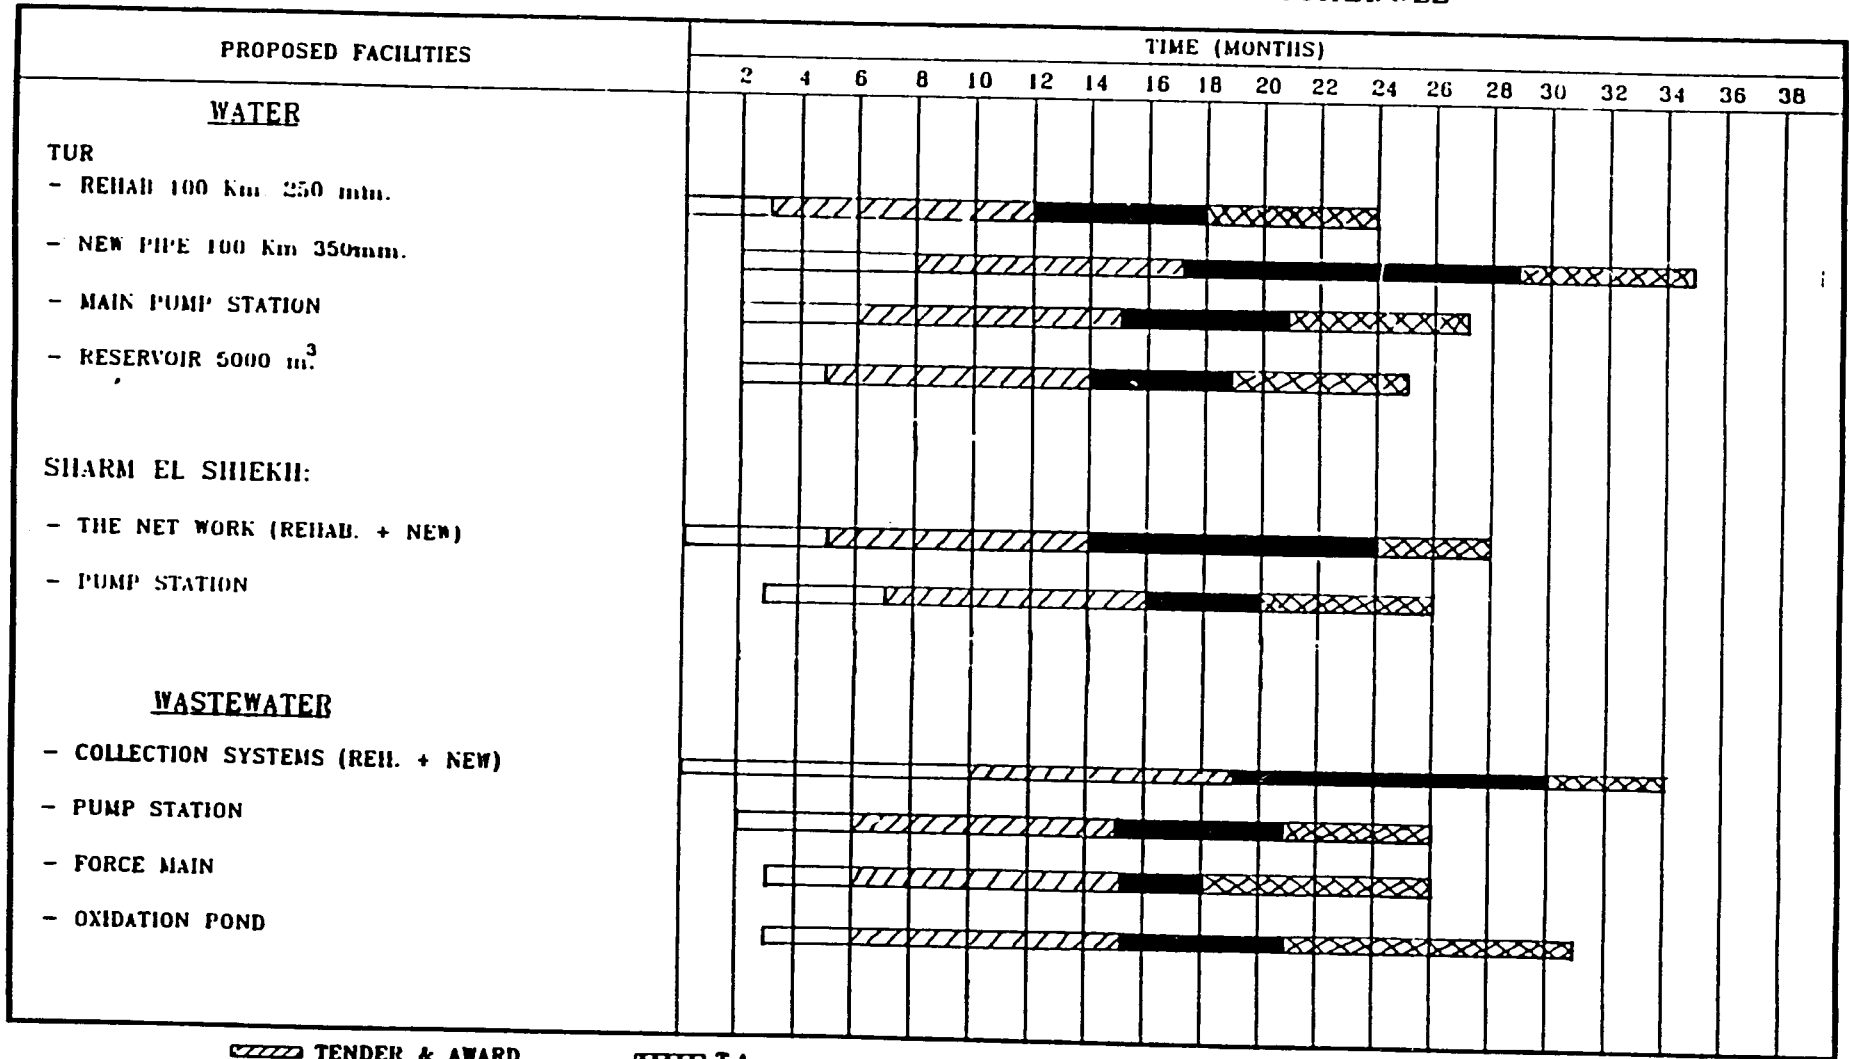 PROPOSED FACILITIES
TIME (MONTHS)
2 4 6 8 10 12 14 16 18 20 22 24 26 28 30 32 34 36 38
WATER
TUR
- REHAB 100 Km 250 mm.
- NEW PIPE 100 Km 350mm.
- MAIN PUMP STATION
- RESERVOIR 5000 m³.
SHARM EL SHIEKH:
- THE NET WORK (REHAB. + NEW)
- PUMP STATION
WASTEWATER
- COLLECTION SYSTEMS (REH. + NEW)
- PUMP STATION
- FORCE MAIN
- OXIDATION POND
TENDER & AWARD